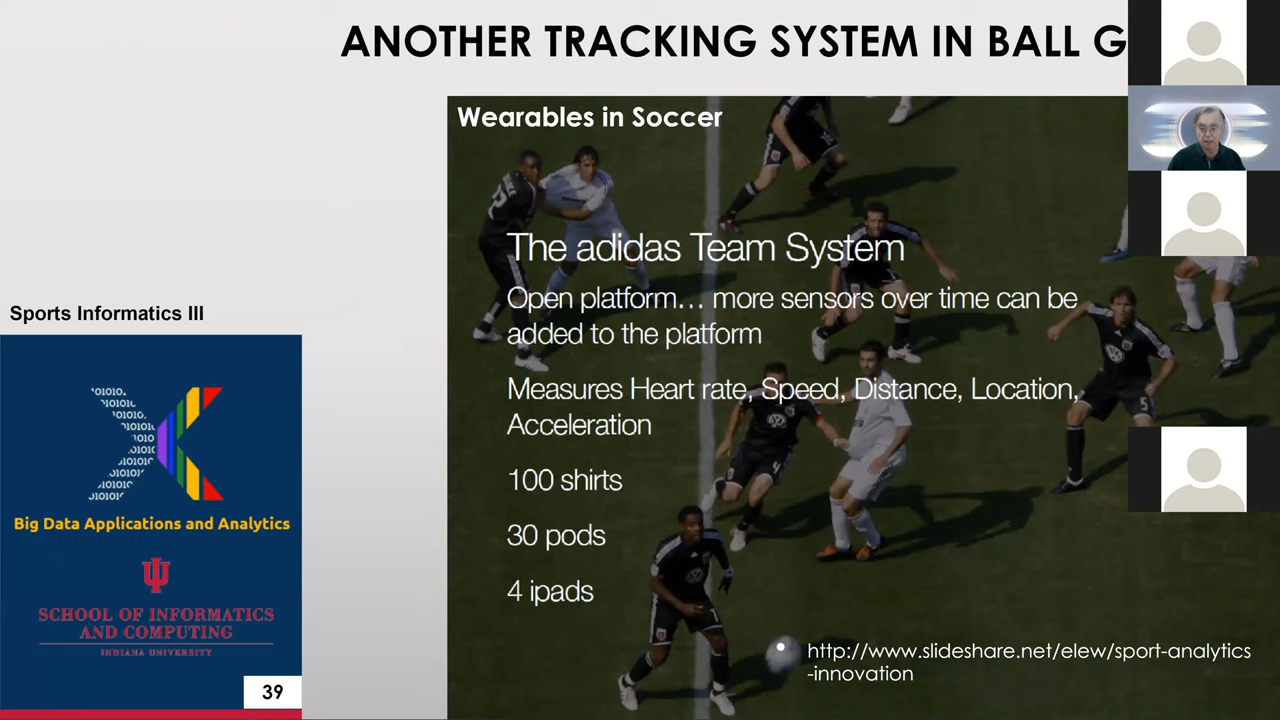 ANOTHER TRACKING SYSTEM IN BALL G
Wearables in Soccer
The adidas Team System
Open platform… more sensors over time can be
added to the platform
Measures Heart rate, Speed, Distance, Location,
Acceleration
100 shirts
30 pods
4 ipads
http://www.slideshare.net/elew/sport-analytics
-innovation
Sports Informatics III
Big Data Applications and Analytics
SCHOOL OF INFORMATICS
AND COMPUTING
INDIANA UNIVERSITY
39